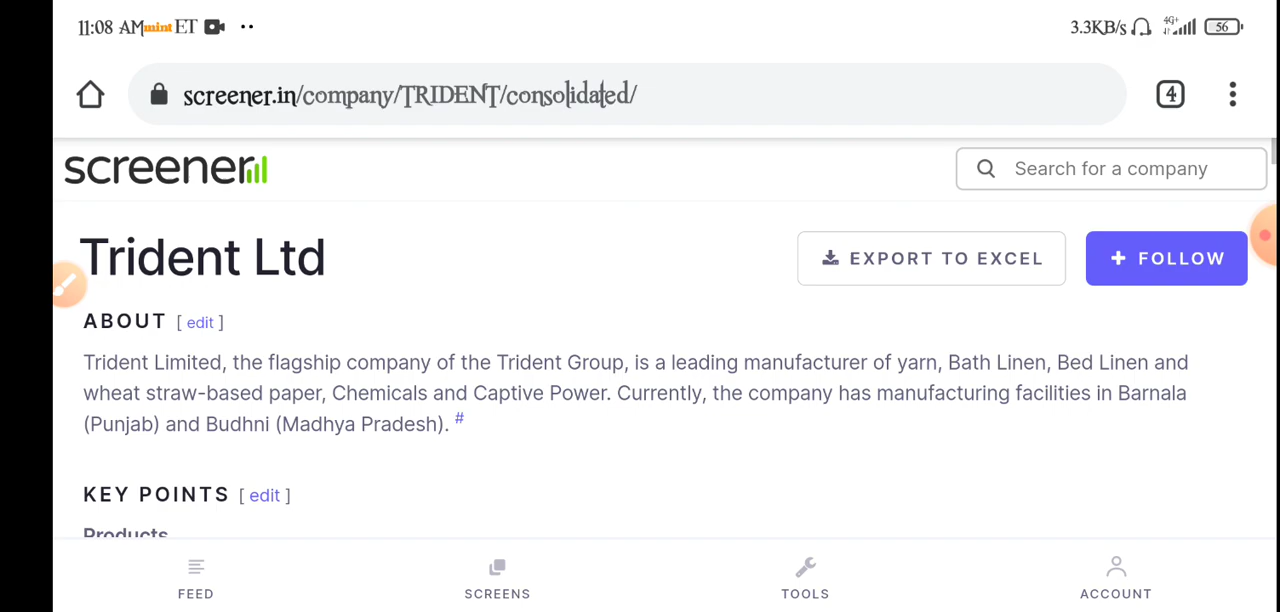 11:08 AM mint ET ••
3.3KB/s 4G+ 56
screener.in/company/TRIDENT/consolidated/
4
screener
Search for a company
Trident Ltd
EXPORT TO EXCEL
+ FOLLOW
ABOUT [ edit ]
Trident Limited, the flagship company of the Trident Group, is a leading manufacturer of yarn, Bath Linen, Bed Linen and
wheat straw-based paper, Chemicals and Captive Power. Currently, the company has manufacturing facilities in Barnala
(Punjab) and Budhni (Madhya Pradesh). #
KEY POINTS [ edit ]
Products
FEED
SCREENS
TOOLS
ACCOUNT